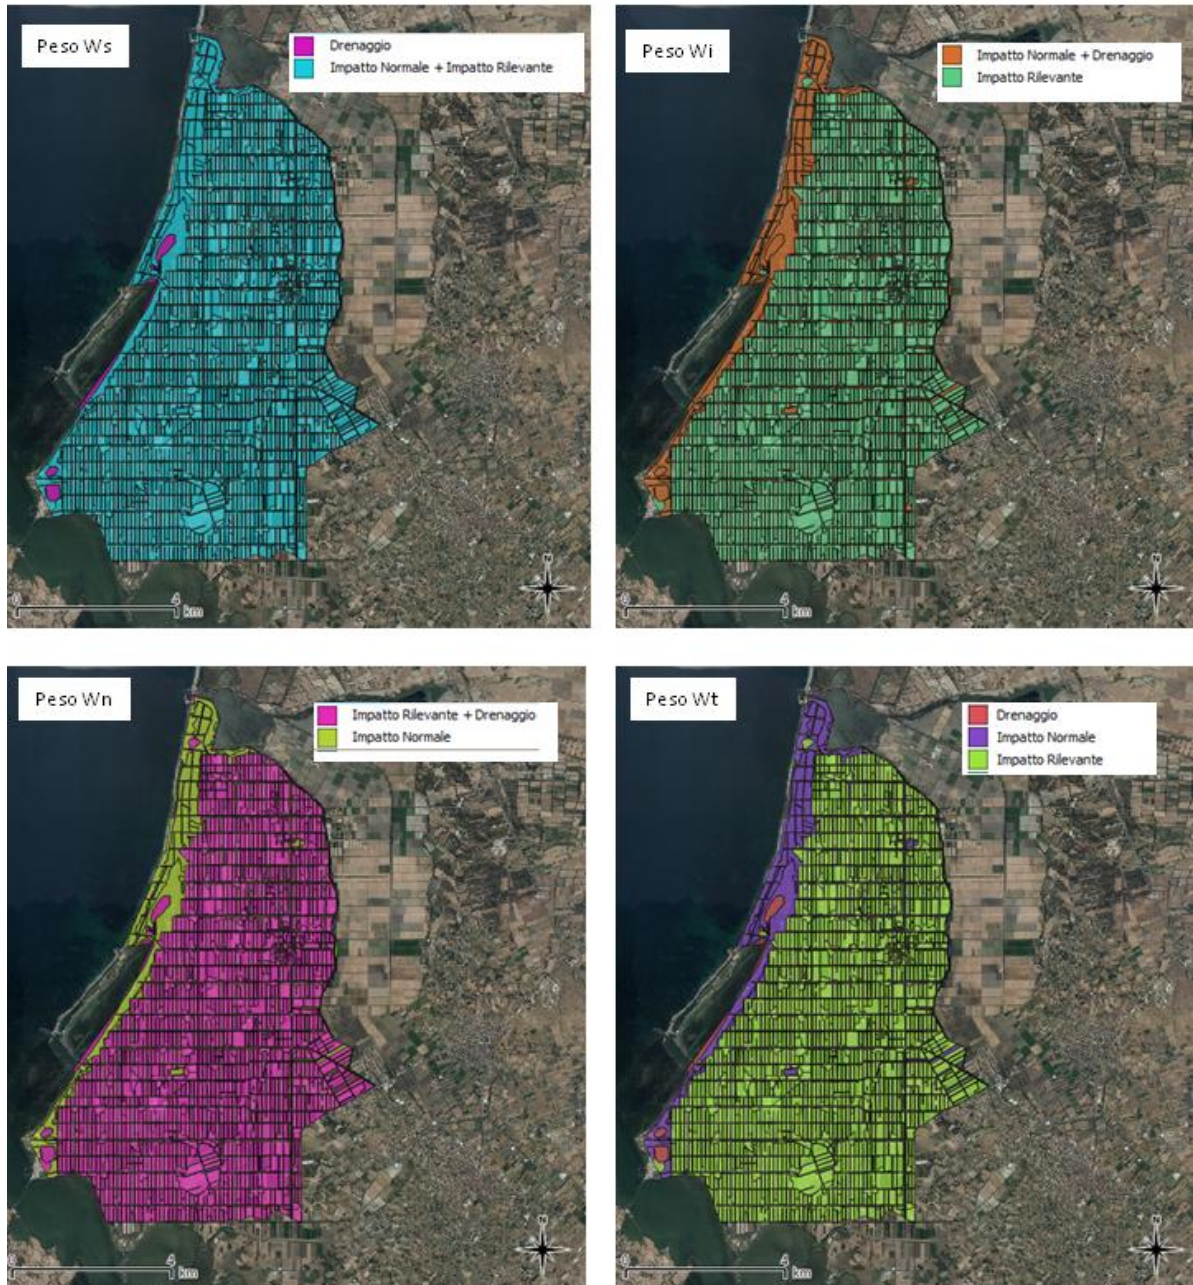 Peso Ws
Drenaggio
Impatto Normale + Impatto Rilevante
N
0 4
km
Peso Wi
Impatto Normale + Drenaggio
Impatto Rilevante
N
0 4
km
Peso Wn
Impatto Rilevante + Drenaggio
Impatto Normale
N
0 4
km
Peso Wt
Drenaggio
Impatto Normale
Impatto Rilevante
N
0 4
km